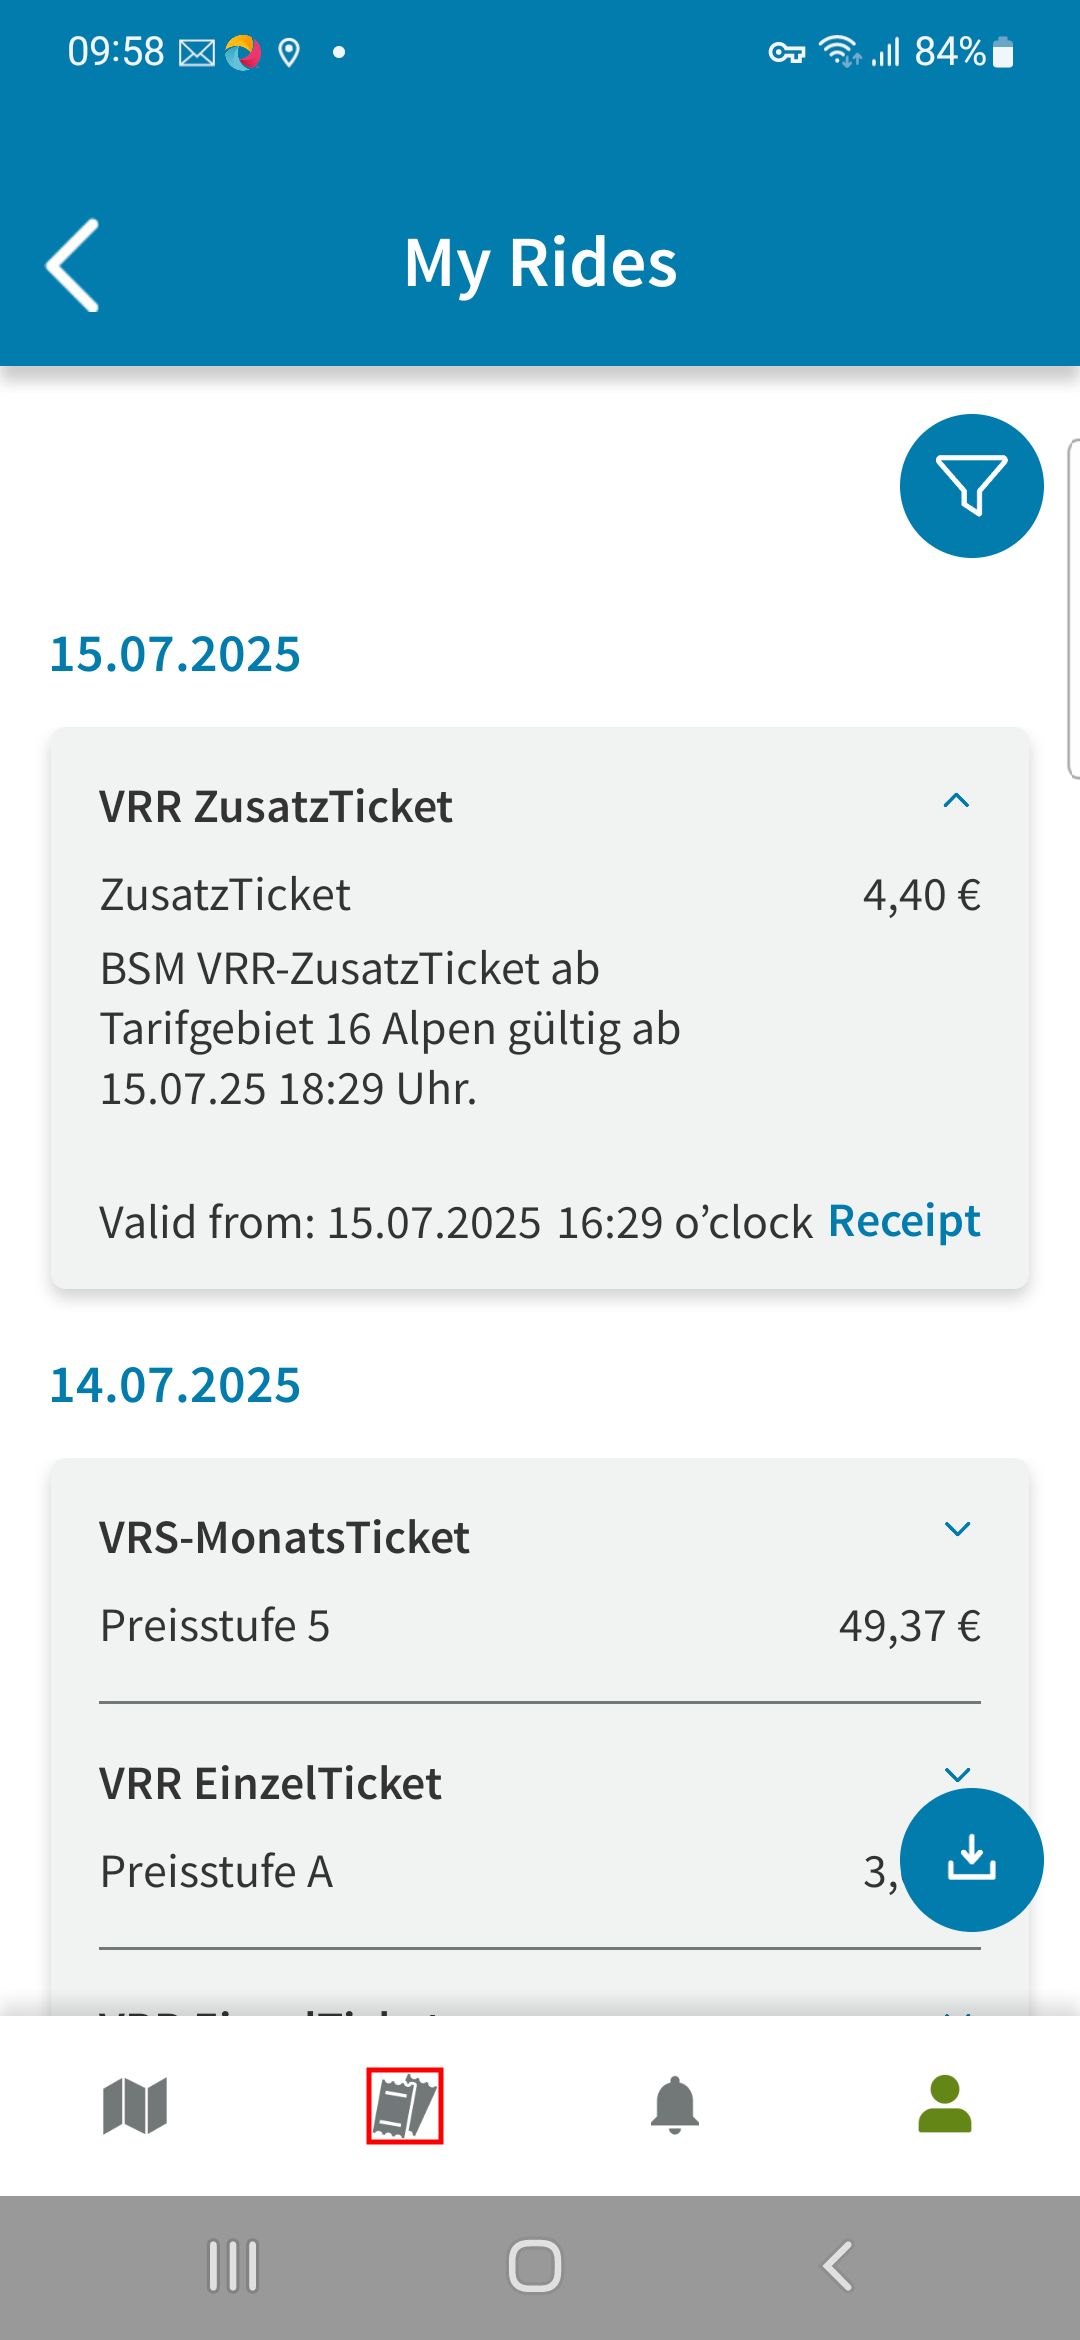 09:58
84%
My Rides
15.07.2025
VRR ZusatzTicket
ZusatzTicket
4,40 €
BSM VRR-ZusatzTicket ab
Tarifgebiet 16 Alpen gültig ab
15.07.25 18:29 Uhr.
Valid from: 15.07.2025 16:29 o’clock Receipt
14.07.2025
VRS-MonatsTicket
Preisstufe 5
49,37 €
VRR EinzelTicket
Preisstufe A
3,